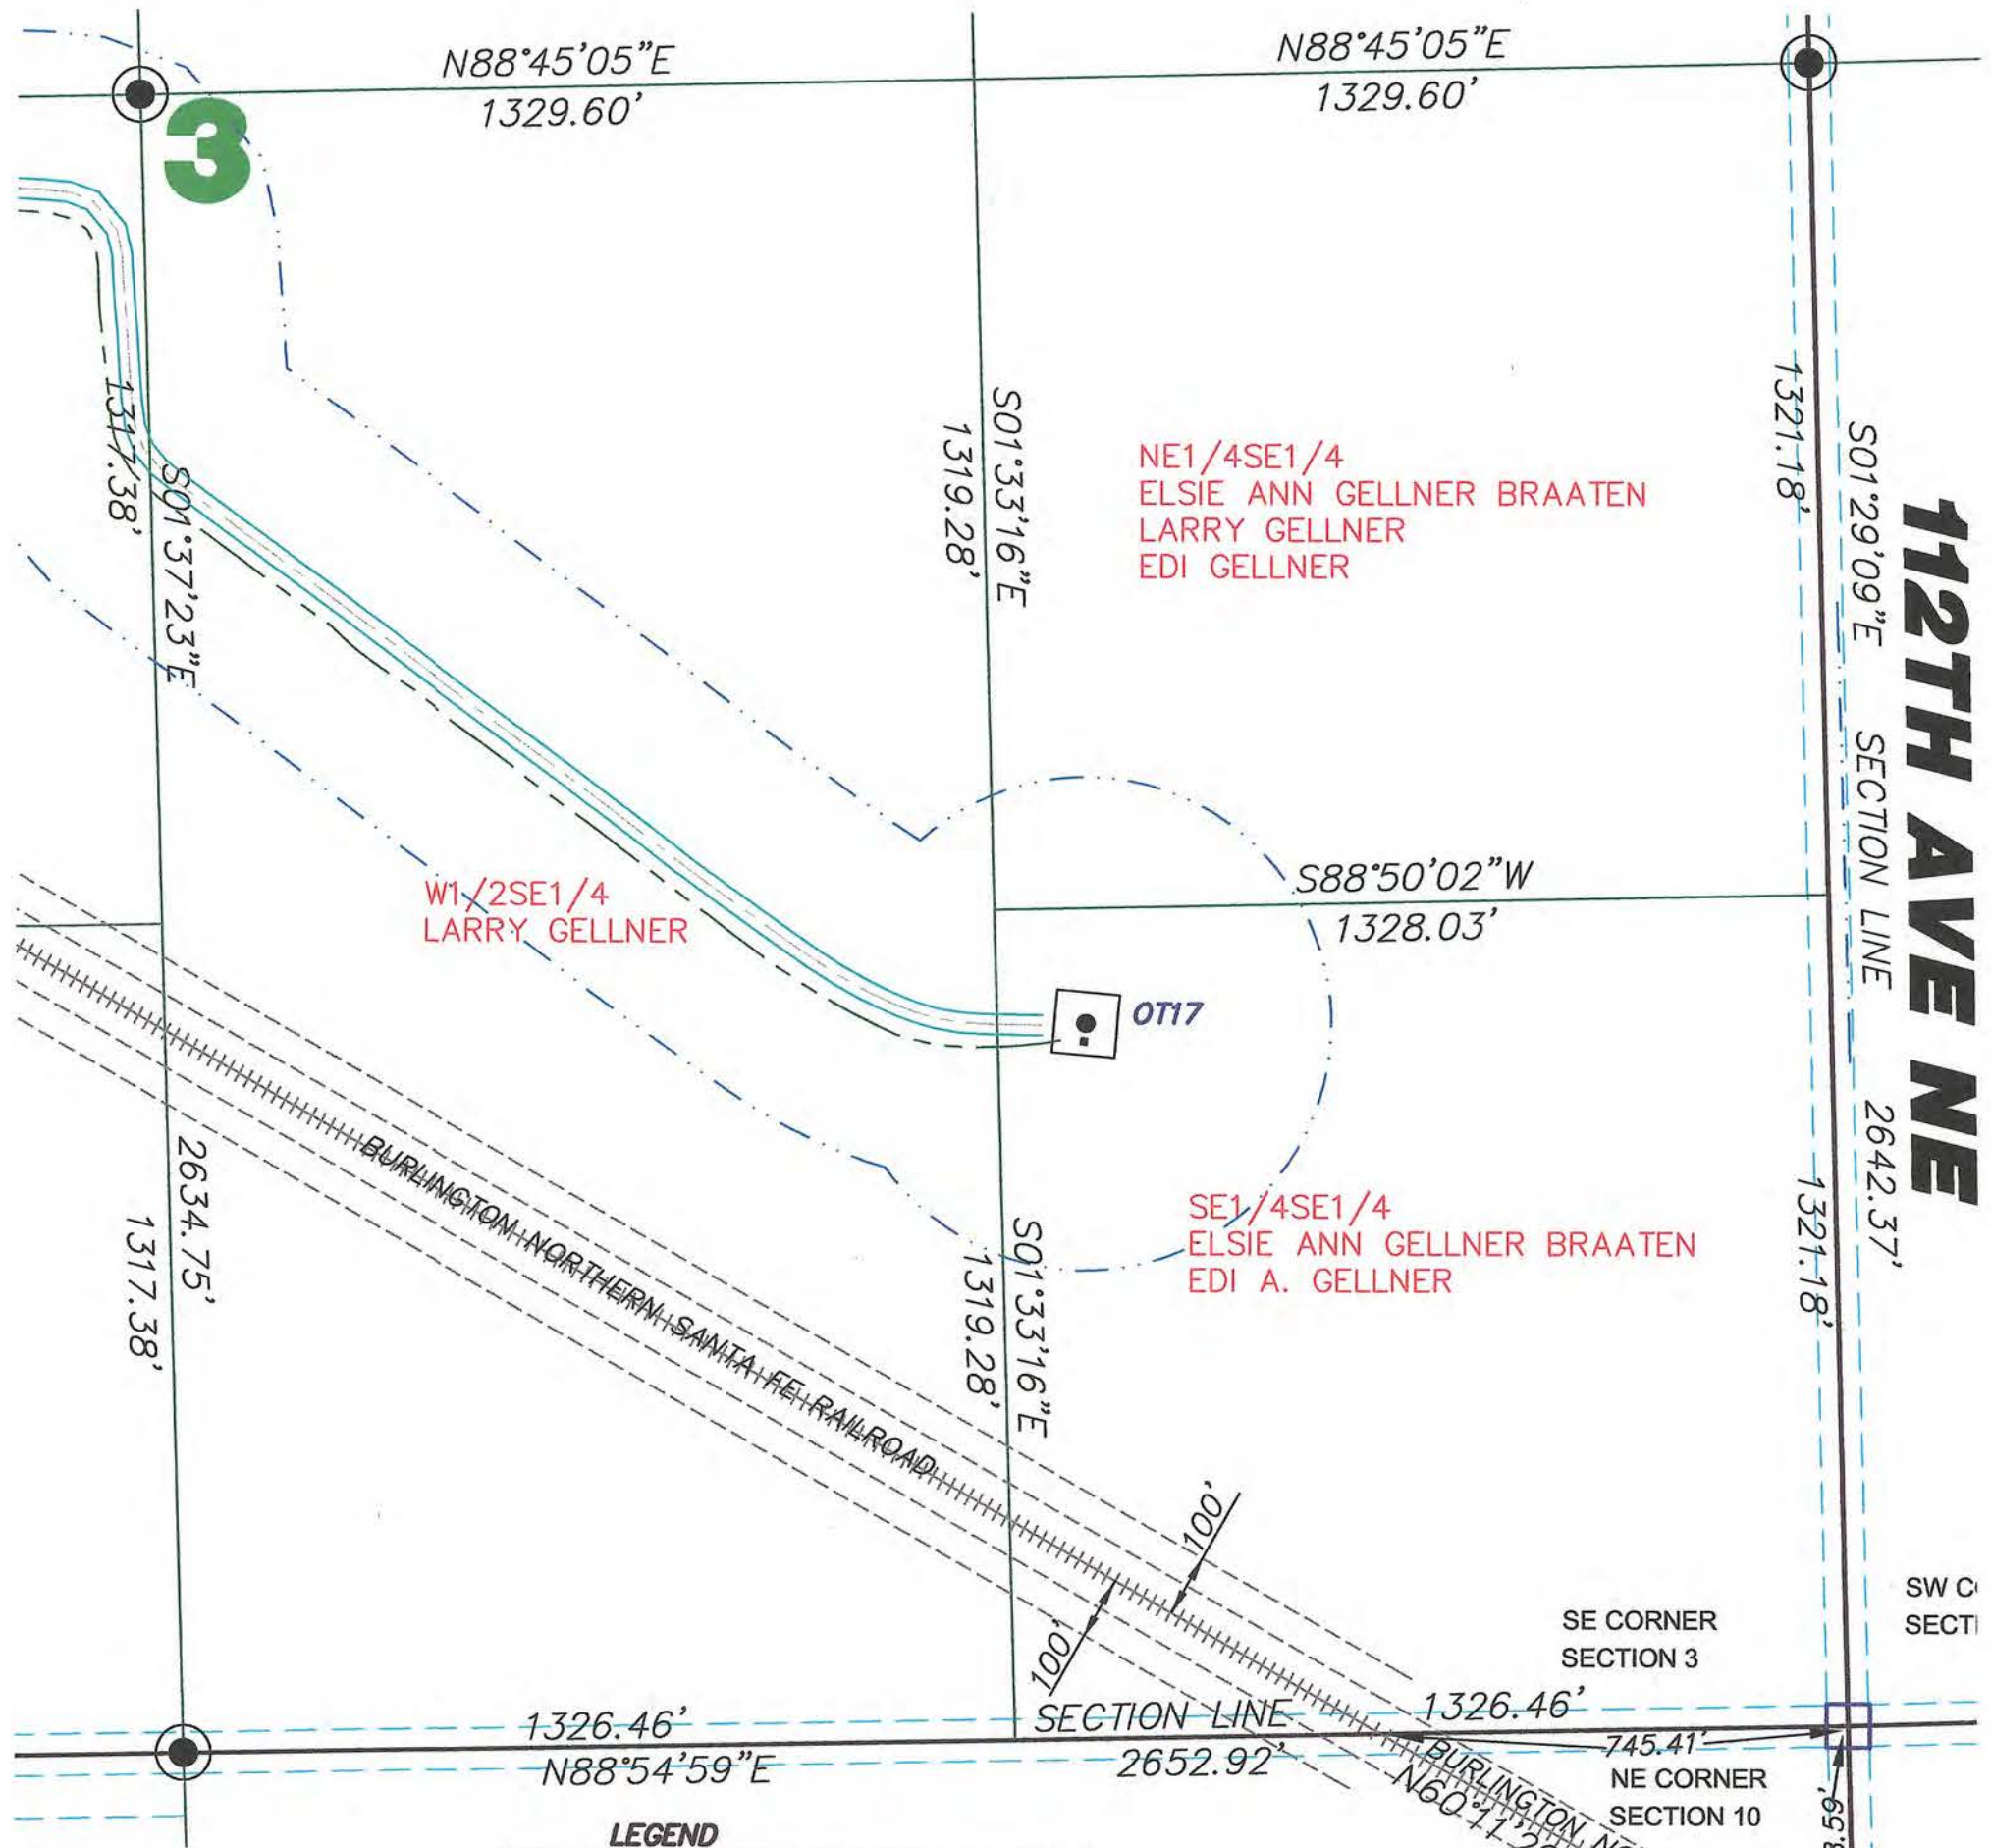 N88°45'05"E
1329.60'
N88°45'05"E
1329.60'
3
1317.38'
S01°37'23"E
S01°33'16"E
1319.28'
NE1/4SE1/4
ELSIE ANN GELLNER BRAATEN
LARRY GELLNER
EDI GELLNER
1321.18'
S01°29'09"E SECTION LINE 2642.37'
112TH AVE NE
W1/2SE1/4
LARRY GELLNER
S88°50'02"W
1328.03'
OT17
2634.75'
1317.38'
BURLINGTON NORTHERN SANTA FE RAILROAD
S01°33'16"E
1319.28'
SE1/4SE1/4
ELSIE ANN GELLNER BRAATEN
EDI A. GELLNER
1321.18'
100'
100'
SE CORNER
SECTION 3
SW
1326.46'
N88°54'59"E
SECTION LINE
2652.92'
1326.46'
745.41'
NE CORNER
SECTION 10
BURLINGTON
LEGEND